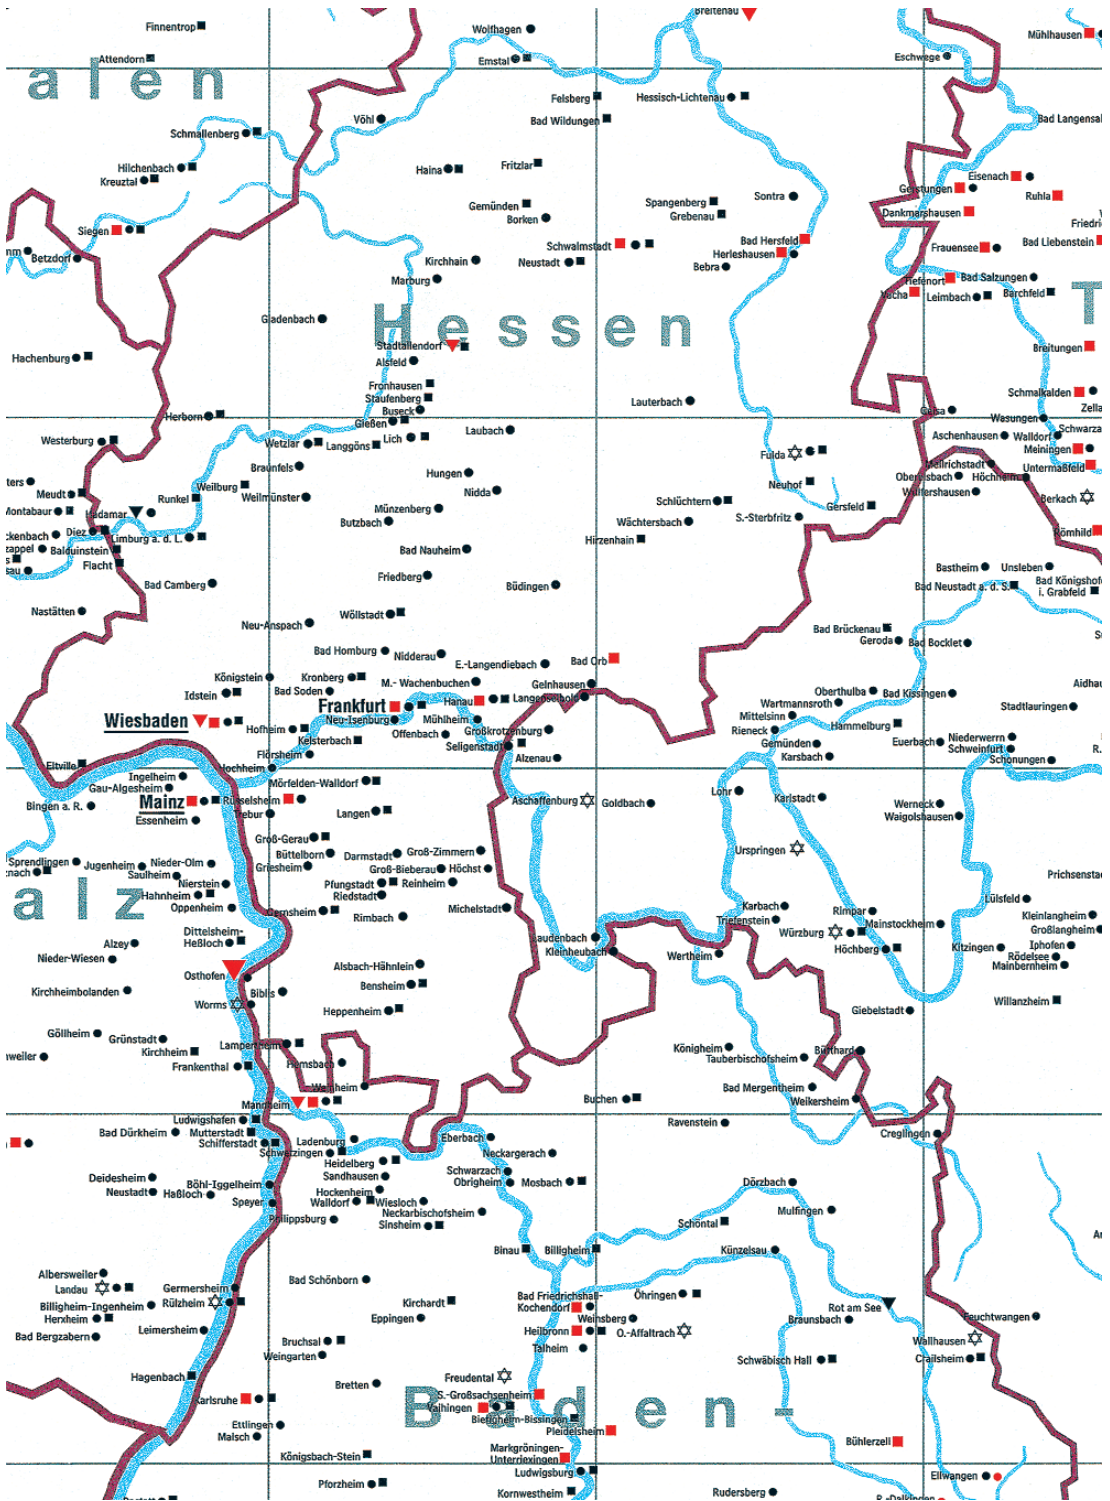 Breitenau
Finnentrop
Wolfhagen
Mühlhausen
Attendorn
Emstal
Eschwege
alen
Felsberg
Hessisch-Lichtenau
Bad Wildungen
Vöhl
Bad Langensal
Schmallenberg
Hilchenbach
Kreuztal
Haina
Fritzlar
Eisenach
Gerstungen
Ruhla
Sontra
Gemünden
Borken
Spangenberg
Grebenau
Dankmarshausen
Friedri
Siegen
Schwalmstadt
Bad Hersfeld
Herleshausen
Frauensee
Bad Liebenstein
Betzdorf
Kirchhain
Neustadt
Bebra
Marburg
Tiefenort
Bad Salzungen
Vacha
Leimbach
Barchfeld
Gladenbach
Hessen
T
Stadtallendorf
Alsfeld
Breitungen
Hachenburg
Fronhausen
Staufenberg
Buseck
Schmalkalden
Lauterbach
Zella
Herborn
Gießen
Geisa
Wasungen
Westerburg
Wetzlar
Langgöns
Lich
Laubach
Aschenhausen
Walldorf
Schwarza
Fulda
Meiningen
Braunfels
Hungen
Mellrichstadt
Untermaßfeld
Höchheim
Weilburg
Neuhof
Meudt
Runkel
Weilmünster
Nidda
Willfershausen
Berkach
Montabaur
Hadamar
Münzenberg
Butzbach
Schlüchtern
Gersfeld
Wächtersbach
S.-Sterbfritz
Diez
Limburg a. d. L.
Hirzenhain
Römhild
Balduinstein
Flacht
Bad Nauheim
Bad Camberg
Friedberg
Büdingen
Bastheim
Unsleben
Bad Neustadt a. d. S.
Bad Königshofe
i. Grabfeld
Nastätten
Wöllstadt
Neu-Anspach
Bad Brückenau
Geroda
Bad Bocklet
Bad Homburg
Nidderau
E.-Langendiebach
Bad Orb
Königstein
Kronberg
M.- Wachenbuchen
Gelnhausen
Idstein
Bad Soden
Hanau
Langenselbold
Oberthulba
Bad Kissingen
Aidhau
Frankfurt
Wartmannsroth
Stadtlauringen
Wiesbaden
Neu-Isenburg
Mühlheim
Mittelsinn
Hofheim
Offenbach
Großkrotzenburg
Rieneck
Hammelburg
Kelsterbach
Seligenstadt
Gemünden
Euerbach
Niederwerrn
Schweinfurt
Flörsheim
Alzenau
Karsbach
Schonungen
Eltville
Hochheim
Ingelheim
Gau-Algesheim
Mörfelden-Walldorf
Bingen a. R.
Mainz
Rüsselsheim
Aschaffenburg
Goldbach
Lohr
Karlstadt
Werneck
Essenheim
Trebur
Langen
Waigolshausen
Groß-Gerau
Büttelborn
Darmstadt
Groß-Zimmern
Urspringen
Sprendlingen
Jugenheim
Nieder-Olm
Griesheim
Groß-Bieberau
Höchst
Saulheim
Nierstein
Pfungstadt
Reinheim
Prichsenstad
Hahnheim
Riedstadt
alz
Oppenheim
Gernsheim
Rimbach
Michelstadt
Karbach
Rimpar
Lülsfeld
Triefenstein
Mainstockheim
Kleinlangheim
Dittelsheim-
Heßloch
Würzburg
Großlangheim
Alzey
Laudenbach
Kleinheubach
Höchberg
Kitzingen
Iphofen
Rödelsee
Mainbernheim
Wertheim
Nieder-Wiesen
Osthofen
Alsbach-Hähnlein
Kirchheimbolanden
Biblis
Bensheim
Worms
Heppenheim
Giebelstadt
Willanzheim
Göllheim
Grünstadt
Lampertheim
Königheim
Bütthard
Kirchheim
Tauberbischofsheim
Frankenthal
Hemsbach
Weinheim
Bad Mergentheim
Mannheim
Buchen
Weikersheim
Ludwigshafen
Ravenstein
Bad Dürkheim
Mutterstadt
Schifferstadt
Ladenburg
Eberbach
Creglingen
Schwetzingen
Neckargerach
Heidelberg
Deidesheim
Sandhausen
Schwarzach
Obrigheim
Mosbach
Dörzbach
Neustadt
Böhl-Iggelheim
Haßloch
Hockenheim
Speyer
Walldorf
Wiesloch
Neckarbischofsheim
Mulfingen
Philippsburg
Sinsheim
Schöntal
Binau
Billigheim
Künzelsau
Albersweiler
Bad Schönborn
Landau
Germersheim
Bad Friedrichshall-
Kochendorf
Öhringen
Billigheim-Ingenheim
Rülzheim
Kirchardt
Rot am See
Herxheim
Eppingen
Weinsberg
Braunsbach
Feuchtwangen
Bad Bergzabern
Leimersheim
Heilbronn
O.-Affaltrach
Bruchsal
Talheim
Wallhausen
Weingarten
Schwäbisch Hall
Crailsheim
Hagenbach
Bretten
Freudental
Karlsruhe
S.-Großsachsenheim
Vaihingen
Baden-
Bietigheim-Bissingen
Ettlingen
Pleidelsheim
Malsch
Bühlerzell
Königsbach-Stein
Markgröningen-
Unterriexingen
Ludwigsburg
Ellwangen
Pforzheim
Kornwestheim
Rudersberg
R.-Dalkingen